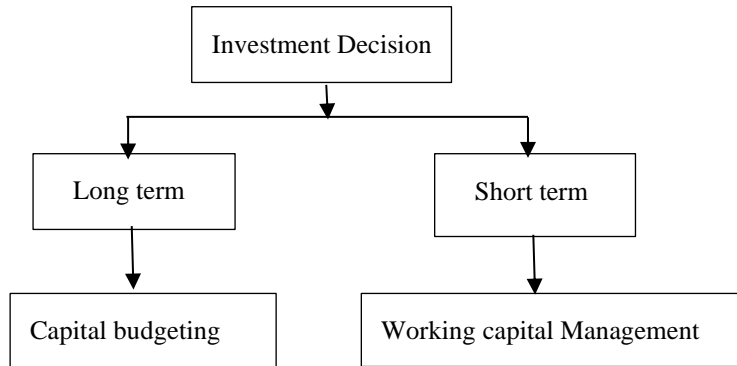 Investment Decision
Long term
Short term
Capital budgeting
Working capital Management